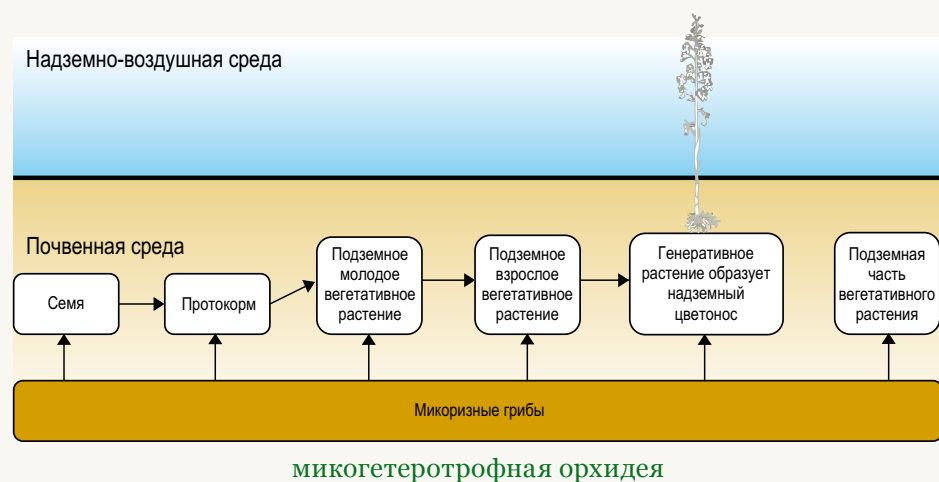 Надземно-воздушная среда
Почвенная среда
Семя
Протокорм
Подземное
молодое
вегетативное
растение
Подземное
взрослое
вегетативное
растение
Генеративное
растение образует
надземный
цветонос
Подземная
часть
вегетативного
растения
Микоризные грибы
микогетеротрофная орхидея